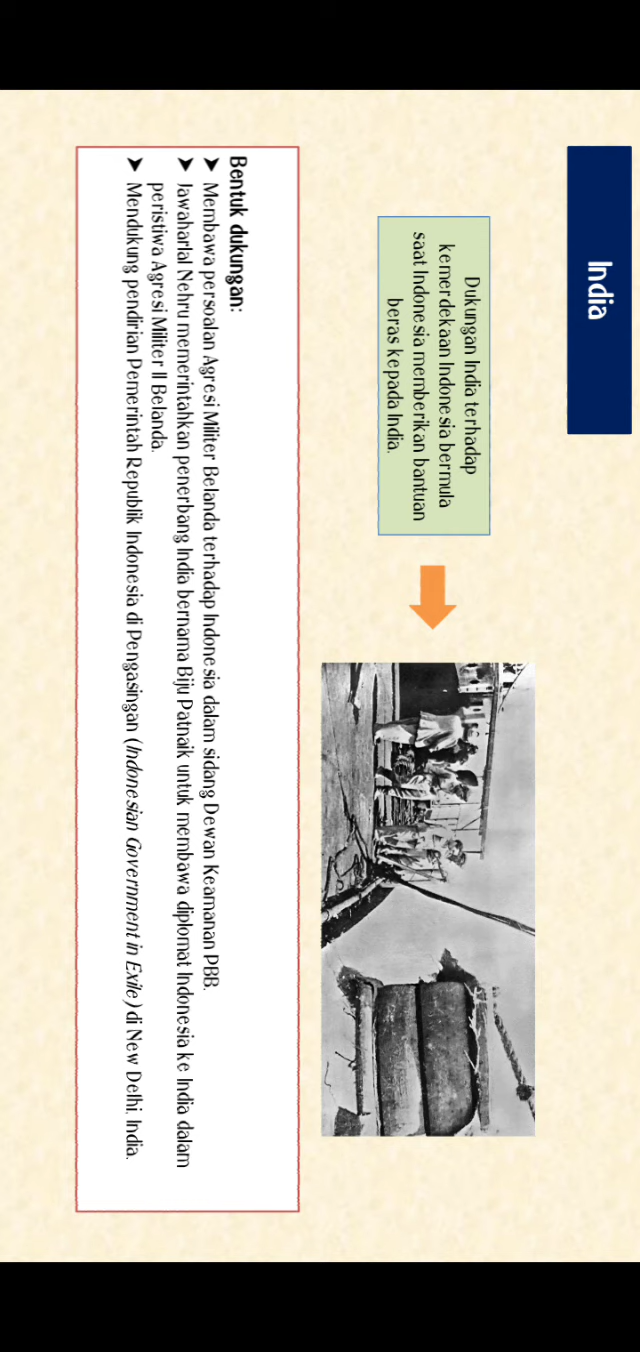 India
Dukungan India terhadap
kemerdekaan Indonesia bermula
saat Indonesia memberikan bantuan
beras kepada India.
Bentuk dukungan:
➤ Membawa persoalan Agresi Militer Belanda terhadap Indonesia dalam sidang Dewan Keamanan PBB.
➤ Jawaharlal Nehru memerintahkan penerbang India bernama Biju Patnaik untuk membawa diplomat Indonesia ke India dalam
peristiwa Agresi Militer II Belanda.
➤ Mendukung pendirian Pemerintah Republik Indonesia di Pengasingan (Indonesian Government in Exile) di New Delhi, India.